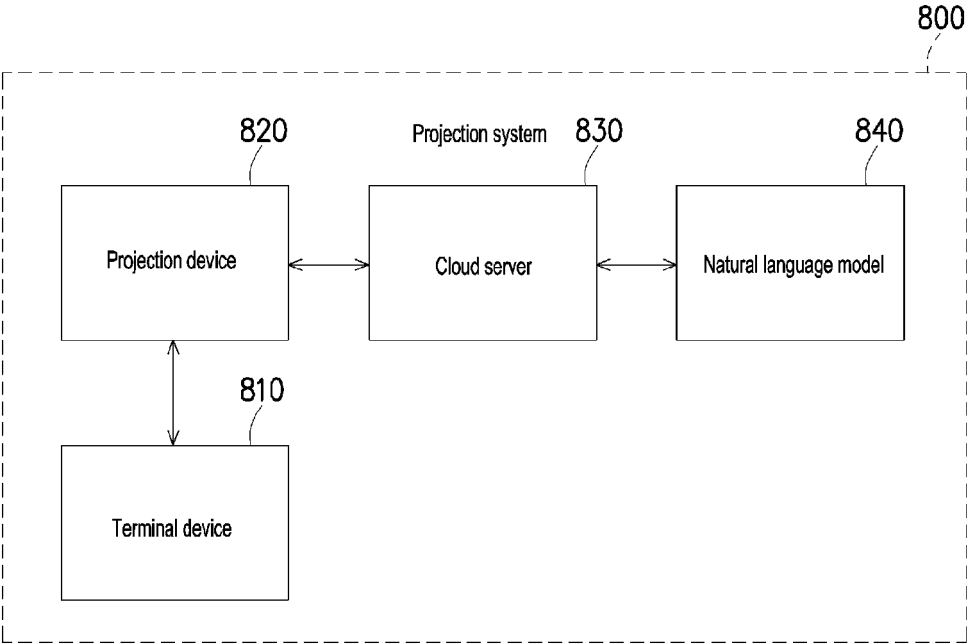 800
820
Projection system
830
840
Projection device
Cloud server
Natural language model
810
Terminal device